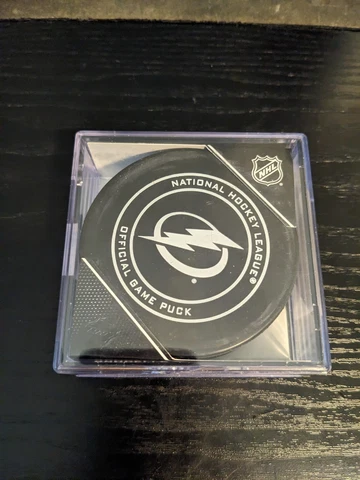 NHL
NATIONAL HOCKEY LEAGUE®
OFFICIAL GAME PUCK